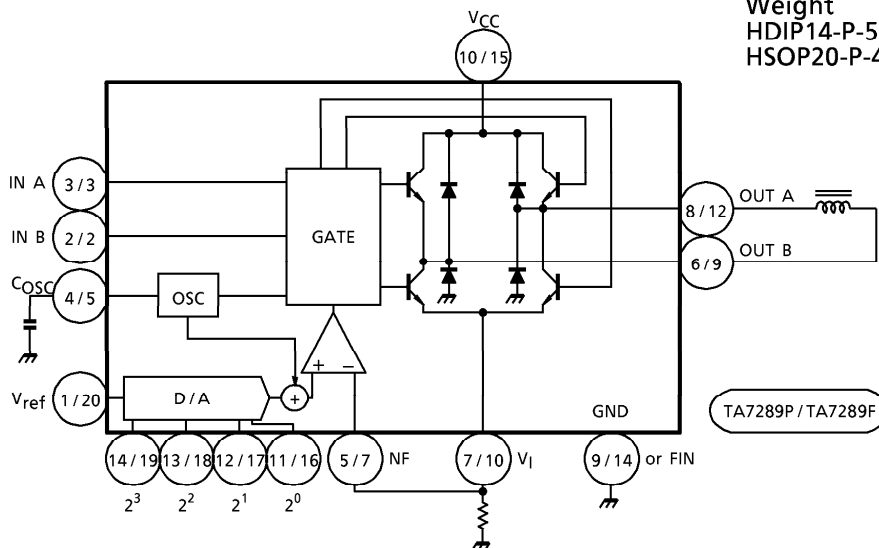 Weight
HDIP14-P-5
HSOP20-P-4
VCC
10 / 15
IN A
3 / 3
IN B
2 / 2
COSC
4 / 5
OSC
GATE
8 / 12
OUT A
6 / 9
OUT B
+
−
Vref
1 / 20
D / A
+
GND
TA7289P / TA7289F
14 / 19
13 / 18
12 / 17
11 / 16
5 / 7
NF
7 / 10
VI
9 / 14
or FIN
2³
2²
2¹
2⁰